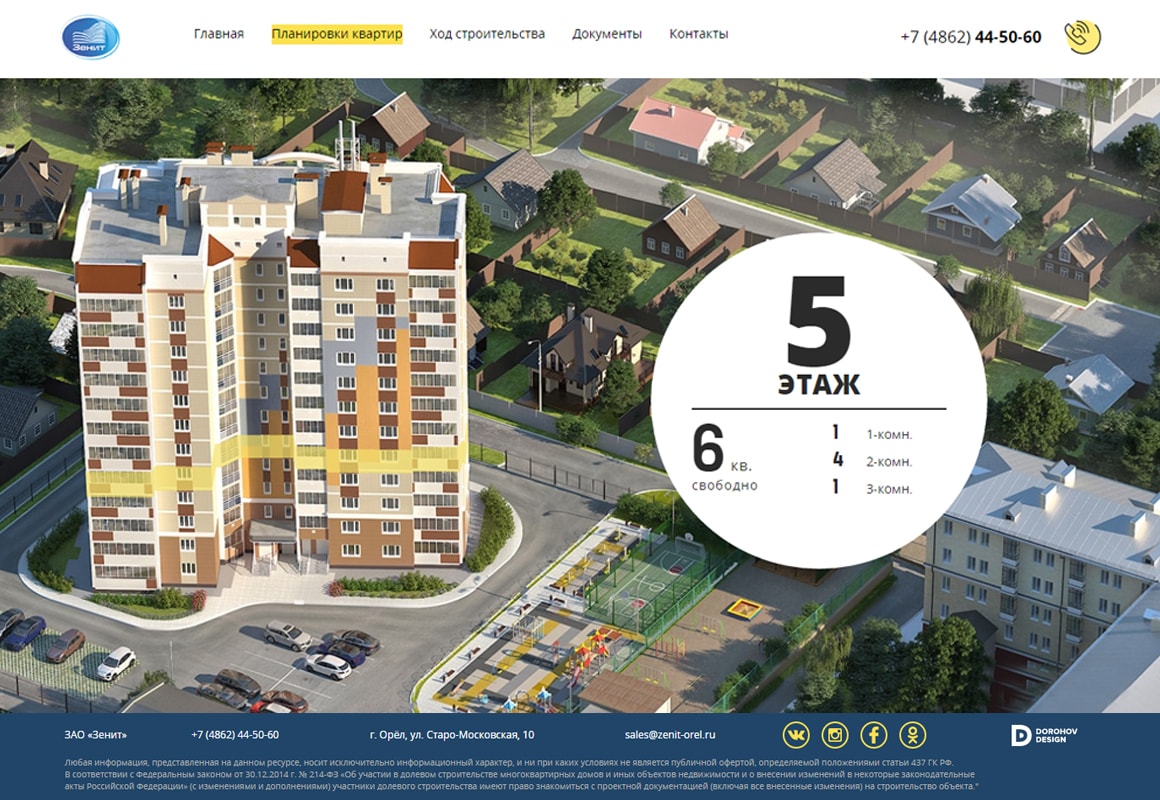 Зенит
Главная
Планировки квартир
Ход строительства
Документы
Контакты
+7 (4862) 44-50-60
5
ЭТАЖ
6 кв.
свободно
1 1-комн.
4 2-комн.
1 3-комн.
ЗАО «Зенит»
+7 (4862) 44-50-60
г. Орёл, ул. Старо-Московская, 10
sales@zenit-orel.ru
DOROHOV
DESIGN
Любая информация, представленная на данном ресурсе, носит исключительно информационный характер, и ни при каких условиях не является публичной офертой, определяемой положениями статьи 437 ГК РФ.
В соответствии с Федеральным законом от 30.12.2014 г. № 214-ФЗ «Об участии в долевом строительстве многоквартирных домов и иных объектов недвижимости и о внесении изменений в некоторые законодательные
акты Российской Федерации» (с изменениями и дополнениями) участники долевого строительства имеют право знакомиться с проектной документацией (включая все внесенные изменения) на строительство объекта."